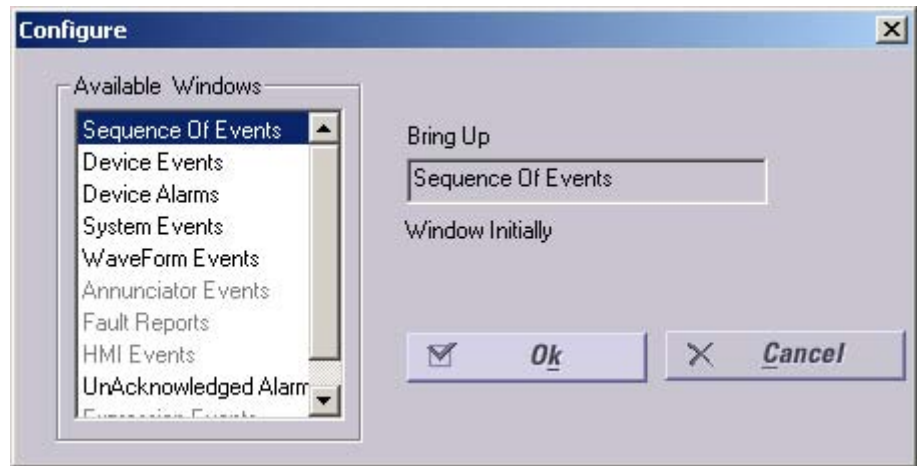 Configure
Available Windows
Sequence Of Events
Device Events
Device Alarms
System Events
WaveForm Events
Annunciator Events
Fault Reports
HMI Events
UnAcknowledged Alarm
Bring Up
Sequence Of Events
Window Initially
Ok
Cancel